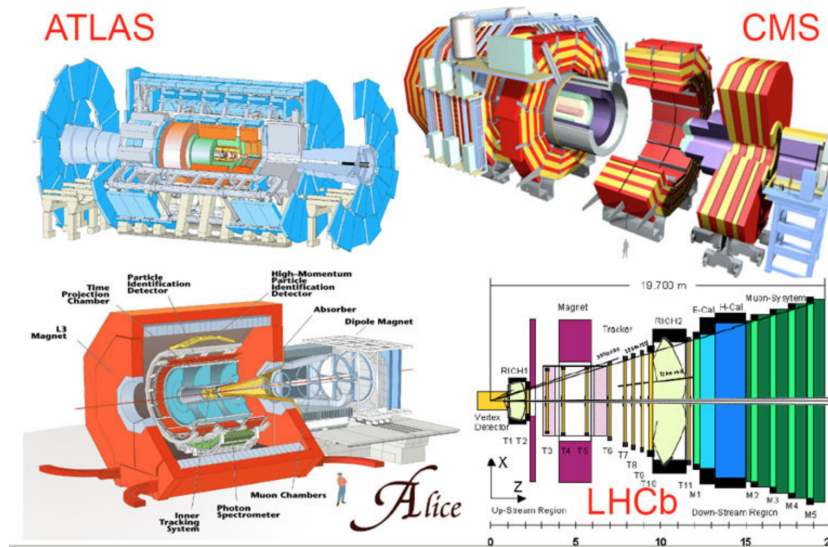 ATLAS
CMS
High-Momentum
Particle
Identification
Detector
Particle
Identification
Detector
Time
Projection
Chamber
L3
Magnet
Absorber
Dipole Magnet
Muon Chambers
Photon
Spectrometer
Inner
Tracking
System
Alice
19.700 m
Muon-Sysytem
H-Cal
E-Cal
Magnet
Tracker
RICH2
RICH1
Vertex
Detector
T1 T2
T3 T4 T5 T6 T7
T8
T9
T10
T11
M1
M2
M3
M4
M5
X
Z
Up-Stream Region
LHCb
Down-Stream Region
0 5 10 15